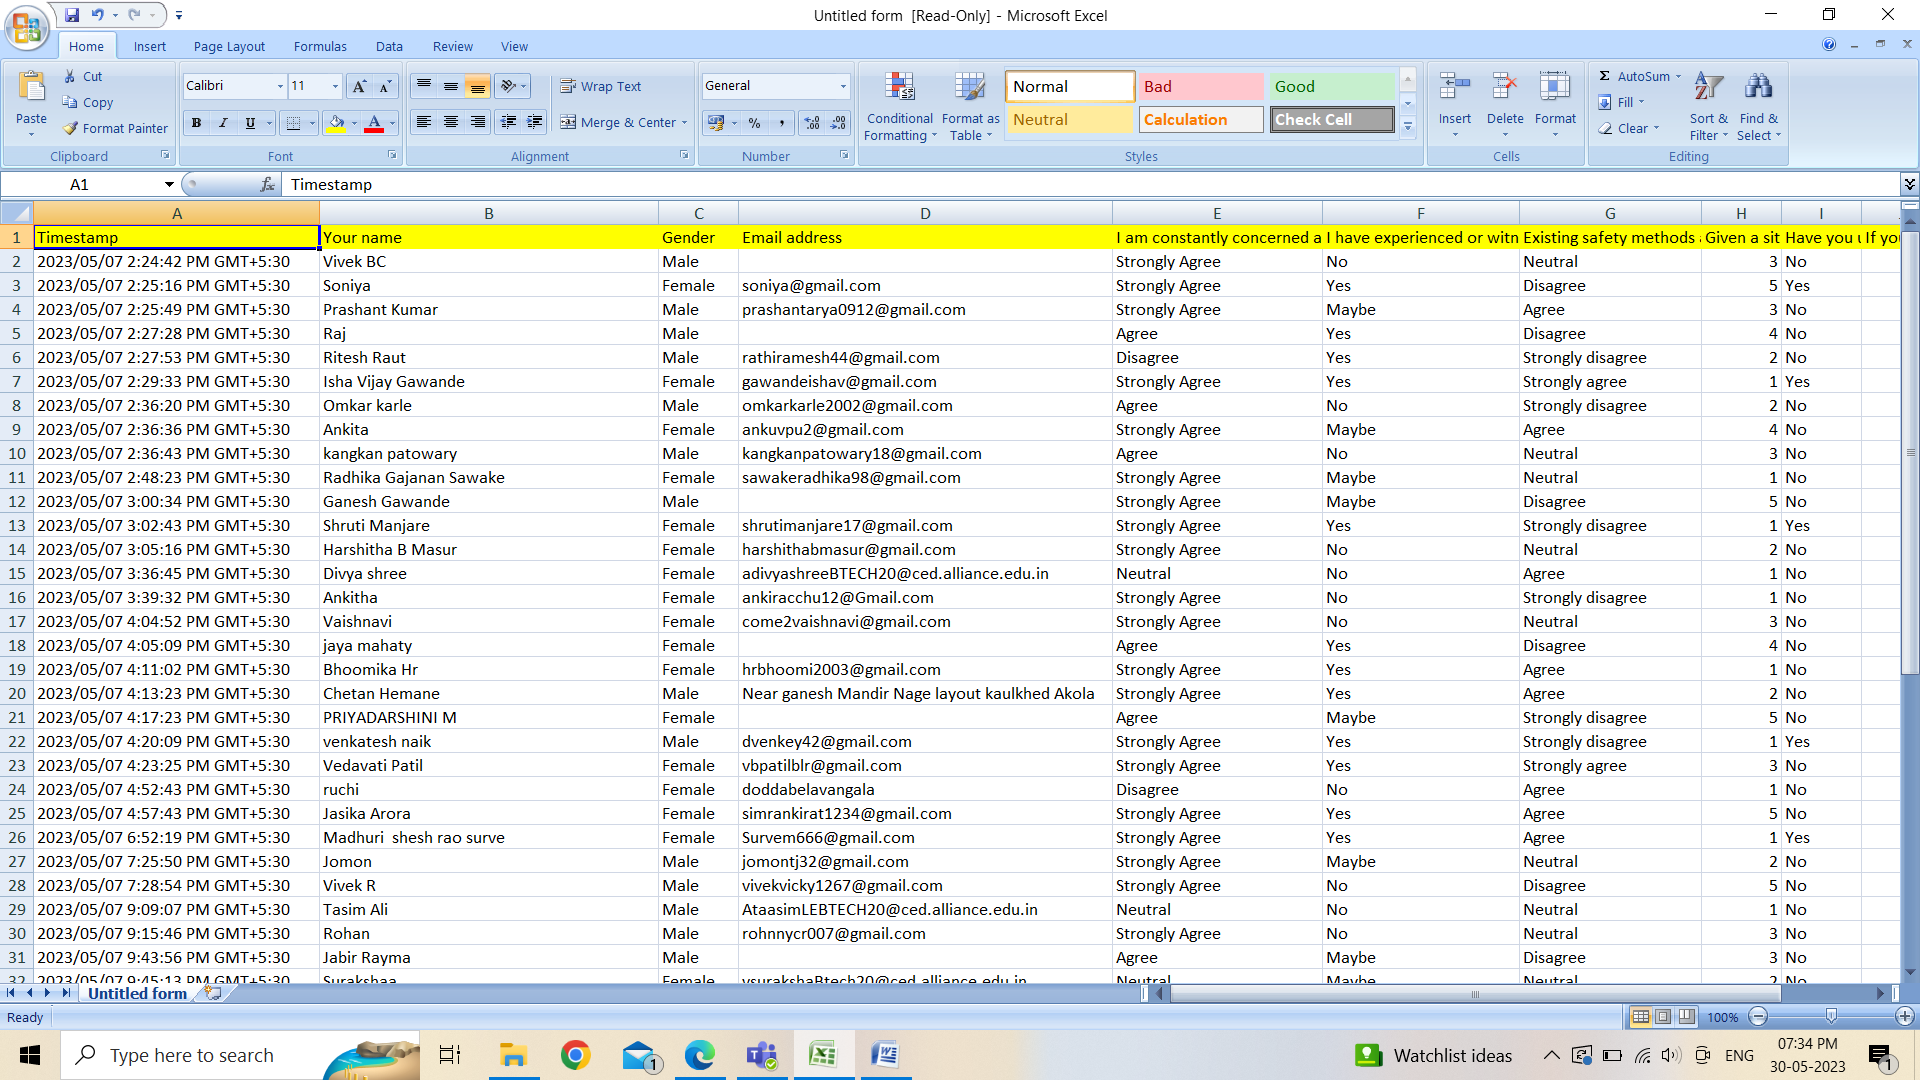 Untitled form  [Read-Only] - Microsoft Excel
Home Insert Page Layout Formulas Data Review View
Paste Cut Copy Format Painter Clipboard
Calibri 11 B I U Font
Wrap Text Merge & Center Alignment
General % , Number
Conditional Formatting Format as Table Normal Bad Good Neutral Calculation Check Cell Styles
Insert Delete Format Cells
Σ AutoSum Fill Clear Sort & Filter Find & Select Editing
A1 fx Timestamp
A B C D E F G H I
1 Timestamp Your name Gender Email address I am constantly concerned a I have experienced or witn Existing safety methods Given a sit Have you u If you
2 2023/05/07 2:24:42 PM GMT+5:30 Vivek BC Male Strongly Agree No Neutral 3 No
3 2023/05/07 2:25:16 PM GMT+5:30 Soniya Female soniya@gmail.com Strongly Agree Yes Disagree 5 Yes
4 2023/05/07 2:25:49 PM GMT+5:30 Prashant Kumar Male prashantarya0912@gmail.com Strongly Agree Maybe Agree 3 No
5 2023/05/07 2:27:28 PM GMT+5:30 Raj Male Agree Yes Disagree 4 No
6 2023/05/07 2:27:53 PM GMT+5:30 Ritesh Raut Male rathiramesh44@gmail.com Disagree Yes Strongly disagree 2 No
7 2023/05/07 2:29:33 PM GMT+5:30 Isha Vijay Gawande Female gawandeishav@gmail.com Strongly Agree Yes Strongly agree 1 Yes
8 2023/05/07 2:36:20 PM GMT+5:30 Omkar karle Male omkarkarle2002@gmail.com Agree No Strongly disagree 2 No
9 2023/05/07 2:36:36 PM GMT+5:30 Ankita Female ankuvpu2@gmail.com Strongly Agree Maybe Agree 4 No
10 2023/05/07 2:36:43 PM GMT+5:30 kangkan patowary Male kangkanpatowary18@gmail.com Agree No Neutral 3 No
11 2023/05/07 2:48:23 PM GMT+5:30 Radhika Gajanan Sawake Female sawakeradhika98@gmail.com Strongly Agree Maybe Neutral 1 No
12 2023/05/07 3:00:34 PM GMT+5:30 Ganesh Gawande Male Strongly Agree Maybe Disagree 5 No
13 2023/05/07 3:02:43 PM GMT+5:30 Shruti Manjare Female shrutimanjare17@gmail.com Strongly Agree Yes Strongly disagree 1 Yes
14 2023/05/07 3:05:16 PM GMT+5:30 Harshitha B Masur Female harshithabmasur@gmail.com Strongly Agree No Neutral 2 No
15 2023/05/07 3:36:45 PM GMT+5:30 Divya shree Female adivyashreeBTECH20@ced.alliance.edu.in Neutral No Agree 1 No
16 2023/05/07 3:39:32 PM GMT+5:30 Ankitha Female ankiracchu12@Gmail.com Strongly Agree No Strongly disagree 1 No
17 2023/05/07 4:04:52 PM GMT+5:30 Vaishnavi Female come2vaishnavi@gmail.com Strongly Agree No Neutral 3 No
18 2023/05/07 4:05:09 PM GMT+5:30 jaya mahaty Female Agree Yes Disagree 4 No
19 2023/05/07 4:11:02 PM GMT+5:30 Bhoomika Hr Female hrbhoomi2003@gmail.com Strongly Agree Yes Agree 1 No
20 2023/05/07 4:13:23 PM GMT+5:30 Chetan Hemane Male Near ganesh Mandir Nage layout kaulkhed Akola Strongly Agree Yes Agree 2 No
21 2023/05/07 4:17:23 PM GMT+5:30 PRIYADARSHINI M Female Agree Maybe Strongly disagree 5 No
22 2023/05/07 4:20:09 PM GMT+5:30 venkatesh naik Male dvenkey42@gmail.com Strongly Agree Yes Strongly disagree 1 Yes
23 2023/05/07 4:23:25 PM GMT+5:30 Vedavati Patil Female vbpatilblr@gmail.com Strongly Agree Yes Strongly agree 3 No
24 2023/05/07 4:52:43 PM GMT+5:30 ruchi Female doddabelavangala Disagree No Agree 1 No
25 2023/05/07 4:57:43 PM GMT+5:30 Jasika Arora Female simrankirat1234@gmail.com Strongly Agree Yes Agree 5 No
26 2023/05/07 6:52:19 PM GMT+5:30 Madhuri  shesh rao surve Female Survem666@gmail.com Strongly Agree Yes Agree 1 Yes
27 2023/05/07 7:25:50 PM GMT+5:30 Jomon Male jomontj32@gmail.com Strongly Agree Maybe Neutral 2 No
28 2023/05/07 7:28:54 PM GMT+5:30 Vivek R Male vivekvicky1267@gmail.com Strongly Agree No Disagree 5 No
29 2023/05/07 9:09:07 PM GMT+5:30 Tasim Ali Male AtaasimLEBTECH20@ced.alliance.edu.in Neutral No Neutral 1 No
30 2023/05/07 9:15:46 PM GMT+5:30 Rohan Male rohnnycr007@gmail.com Strongly Agree No Neutral 3 No
31 2023/05/07 9:43:56 PM GMT+5:30 Jabir Rayma Male Agree Maybe Disagree 3 No
32 2023/05/07 9:45:13 PM GMT+5:30 Surakshaa Female vsurakshaBtech20@ced.alliance.edu.in Neutral Maybe Neutral 2 No
Untitled form
Ready 100%
Type here to search 1 Watchlist ideas ENG 07:34 PM 30-05-2023 1